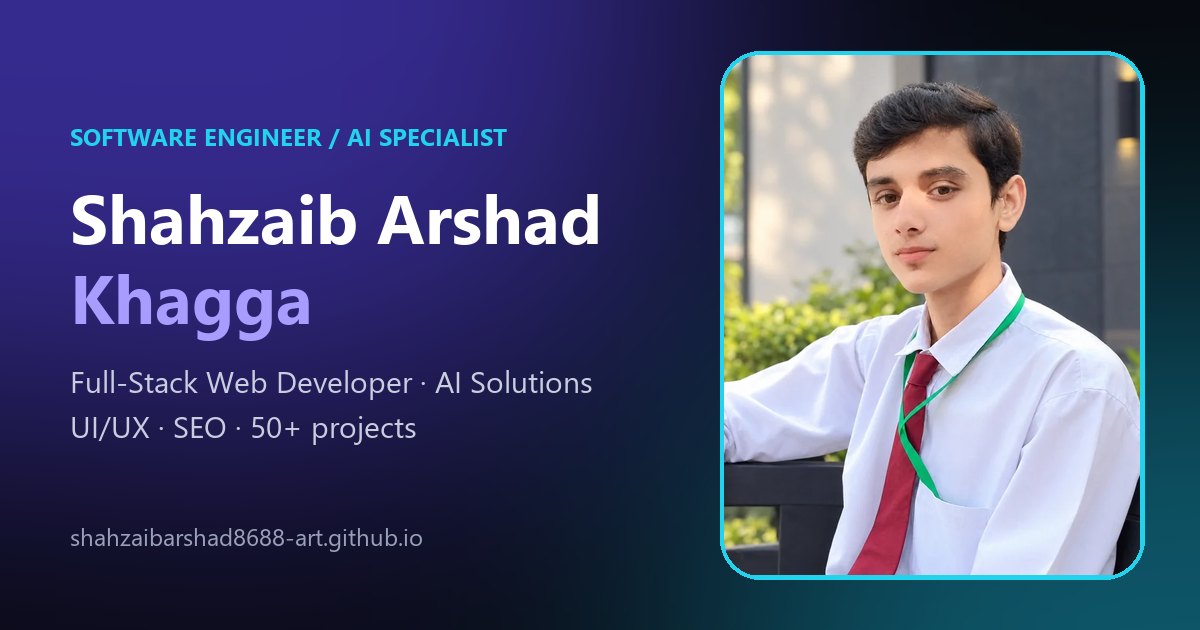 SOFTWARE ENGINEER / AI SPECIALIST
Shahzaib Arshad
Khagga
Full-Stack Web Developer · AI Solutions
UI/UX · SEO · 50+ projects
shahzaibarshad8688-art.github.io